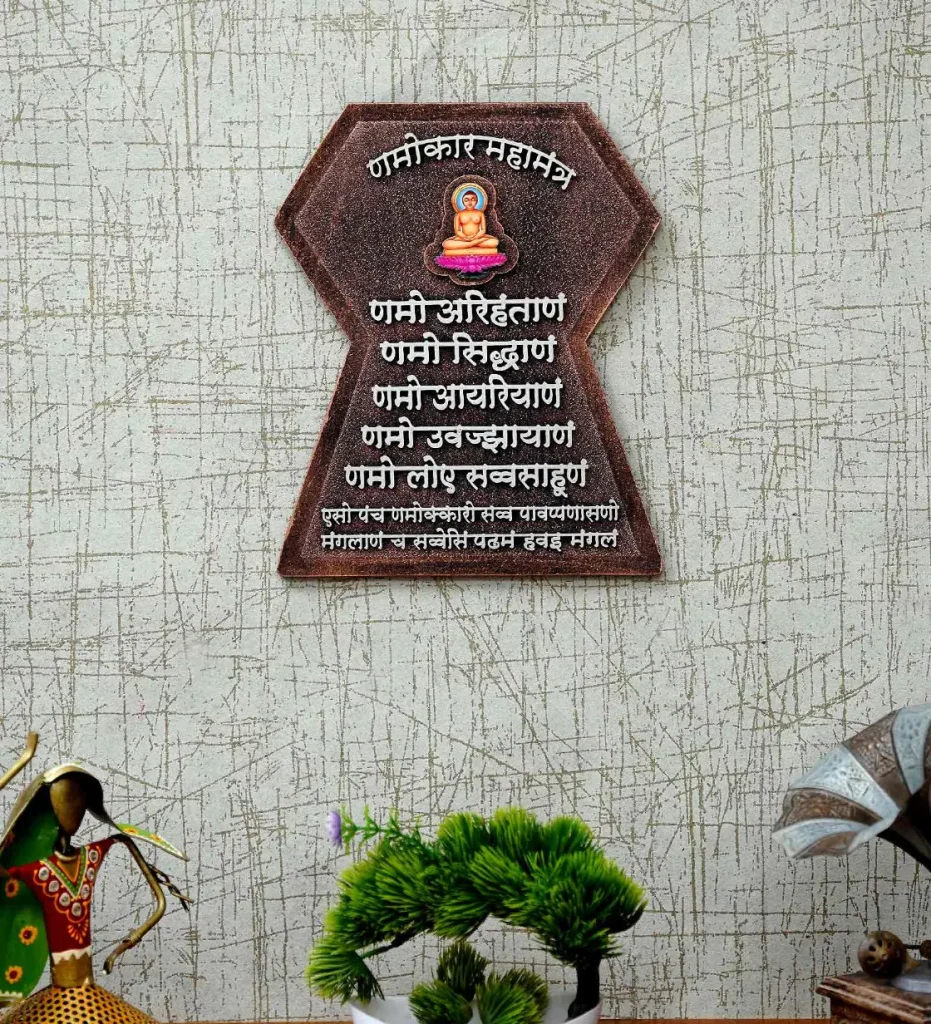 णमोकार महामंत्र
णमो अरिहंताणं
णमो सिद्धाणं
णमो आयरियाणं
णमो उवज्झायाणं
णमो लोए सव्वसाहूणं
एसो पंच णमोक्कारो सव्व पावप्पणासणो
मंगलाणं च सव्वेसिं पढमं हवइ मंगलं